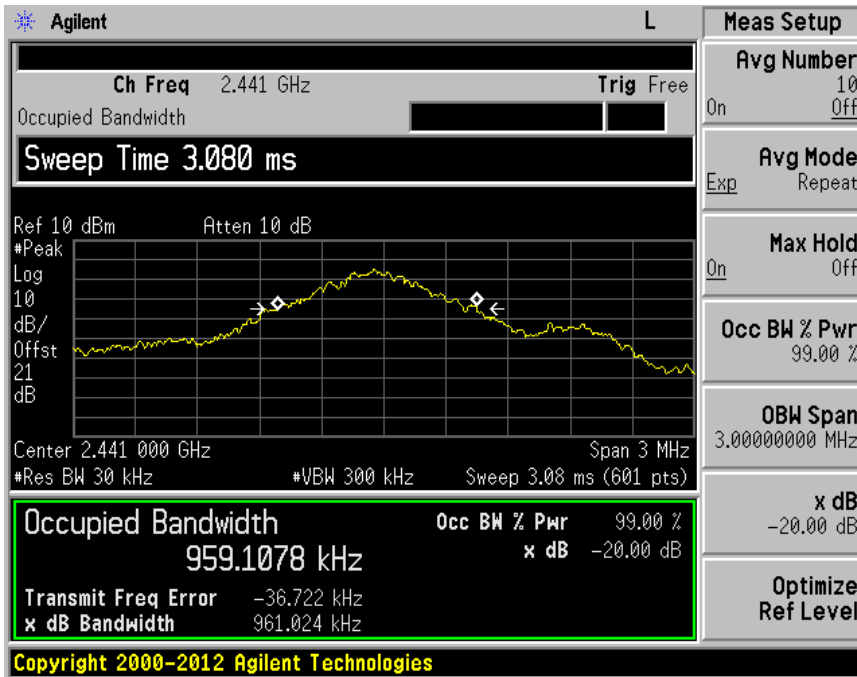 Agilent L Meas Setup
Ch Freq 2.441 GHz Trig Free
Occupied Bandwidth
Sweep Time 3.080 ms
Ref 10 dBm Atten 10 dB
#Peak
Log
10
dB/
Offst
21
dB
Center 2.441 000 GHz Span 3 MHz
#Res BW 30 kHz #VBW 300 kHz Sweep 3.08 ms (601 pts)
Occupied Bandwidth Occ BW % Pwr 99.00 %
959.1078 kHz x dB -20.00 dB
Transmit Freq Error -36.722 kHz
x dB Bandwidth 961.024 kHz
Copyright 2000-2012 Agilent Technologies
Avg Number
10
On Off
Avg Mode
Exp Repeat
Max Hold
On Off
Occ BW % Pwr
99.00 %
OBW Span
3.00000000 MHz
x dB
-20.00 dB
Optimize
Ref Level